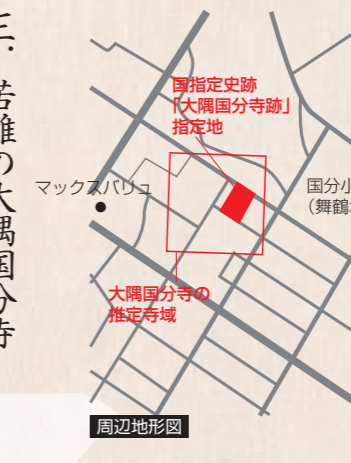 三．苦難の大隅国分寺
国指定史跡
「大隅国分寺跡」
指定地
マックスバリュ
国分小
（舞鶴
大隅国分寺の
推定寺域
周辺地形図